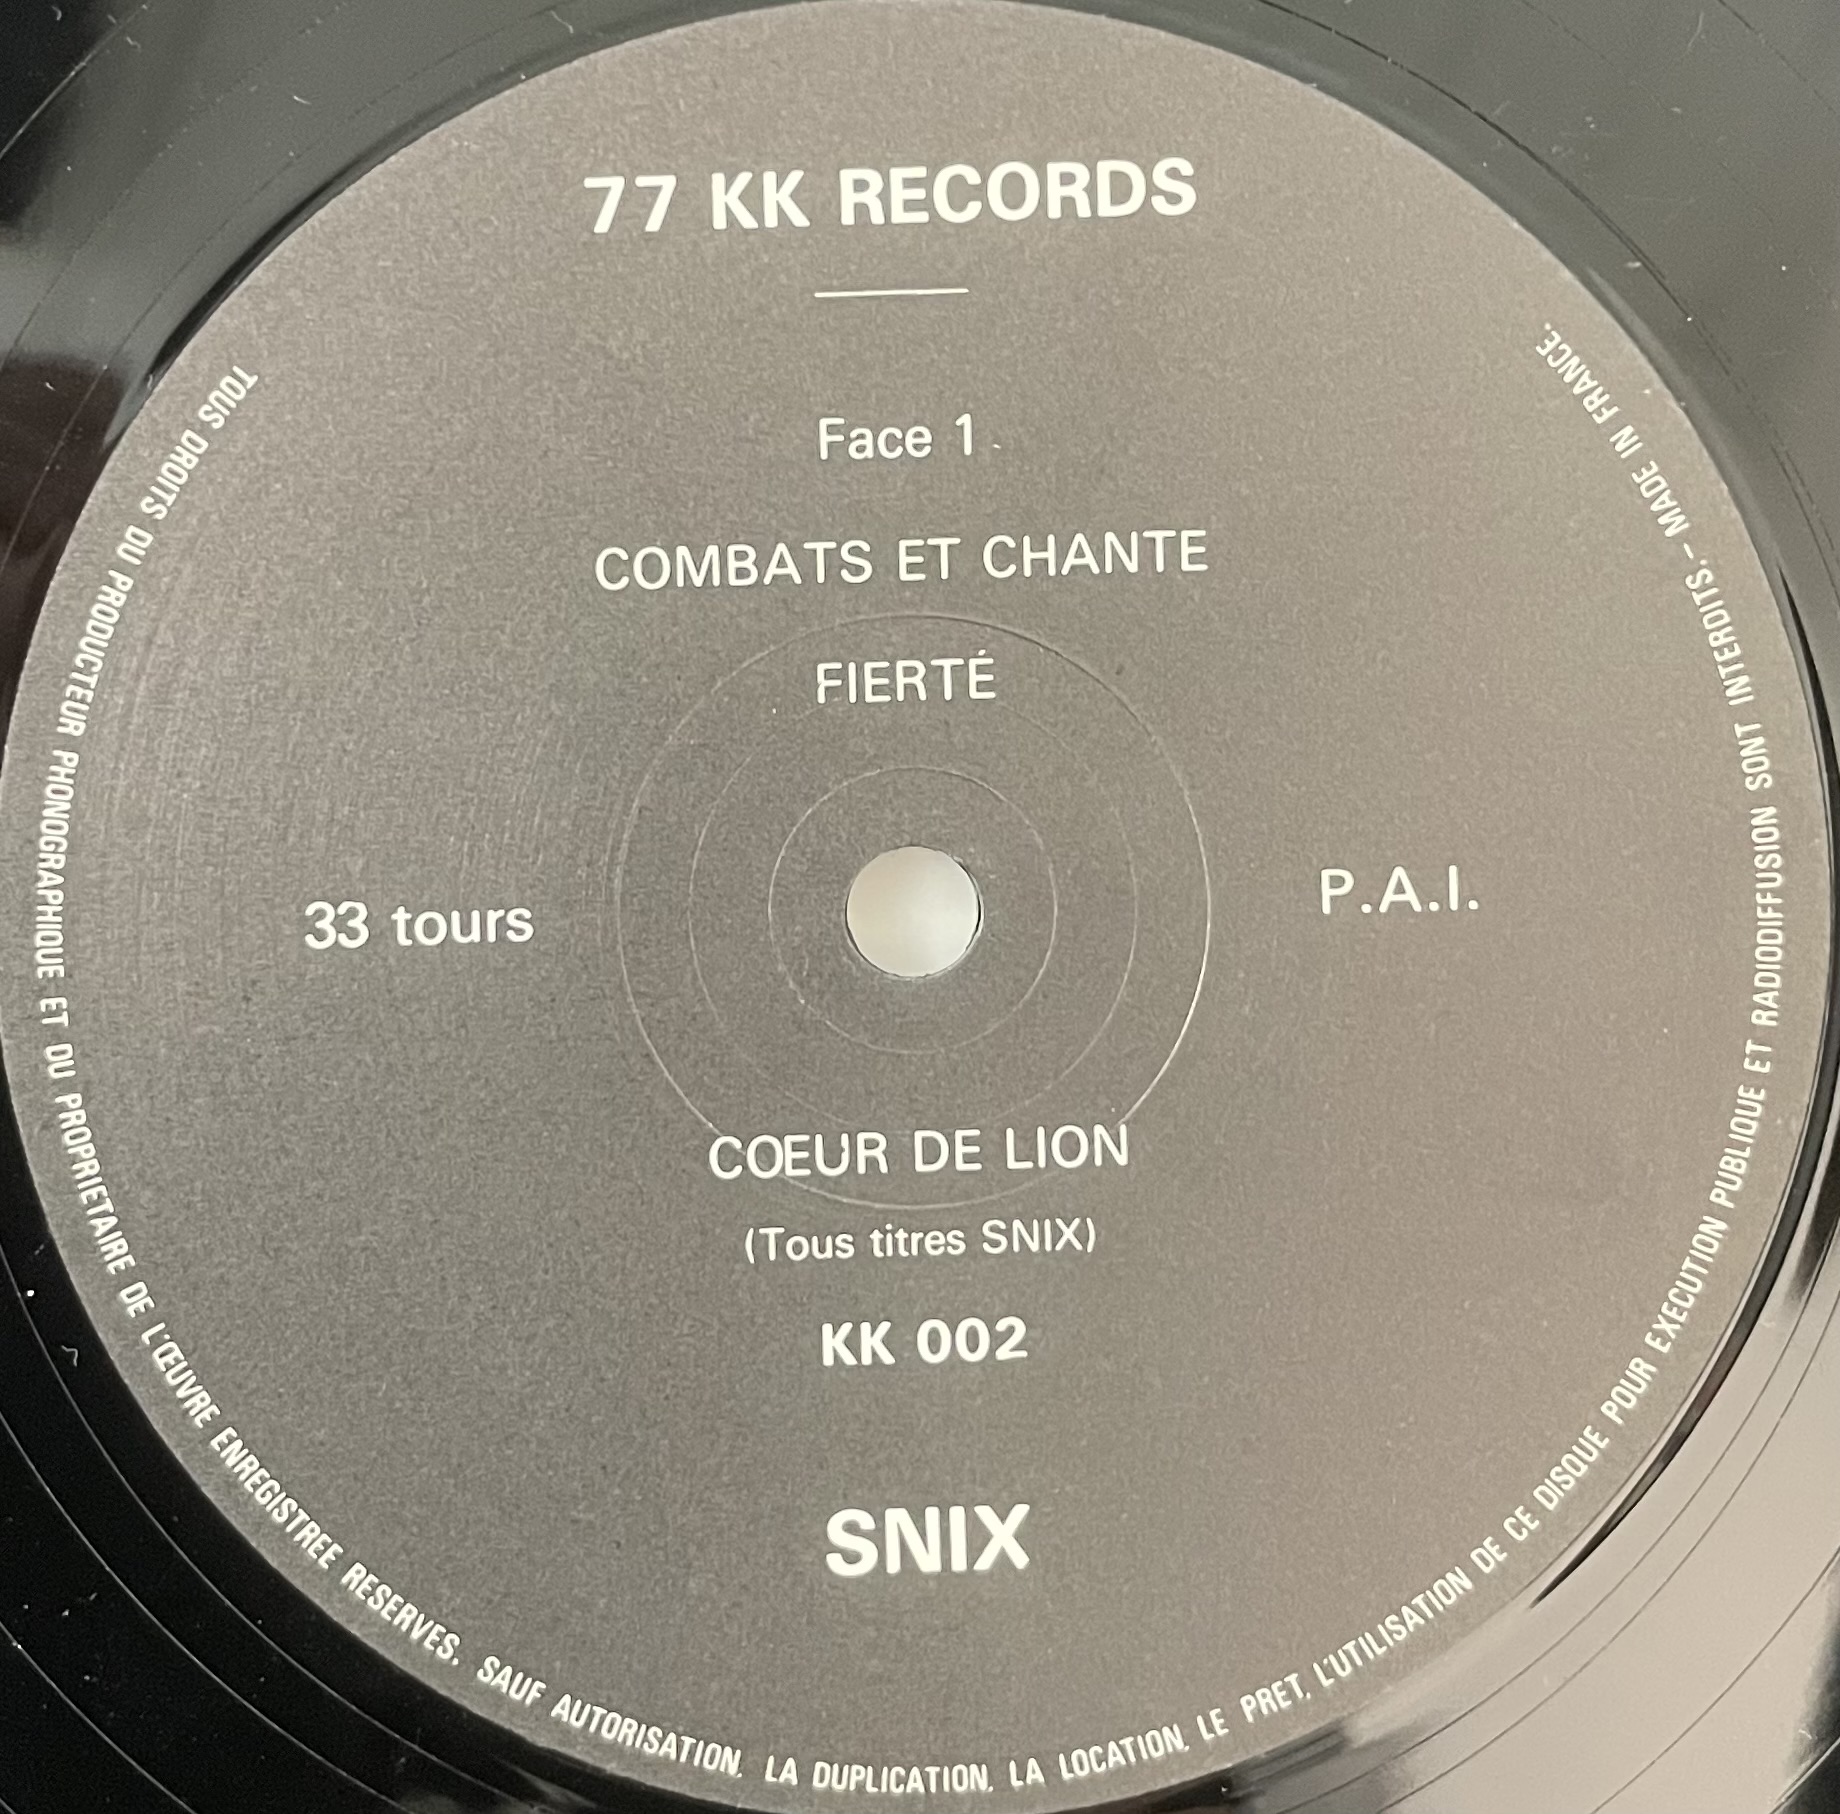 77 KK RECORDS
Face 1
COMBATS ET CHANTE
FIERTÉ
33 tours
P.A.I.
COEUR DE LION
(Tous titres SNIX)
KK 002
SNIX
TOUS DROITS DU PRODUCTEUR PHONOGRAPHIQUE ET DU PROPRIETAIRE DE L'ŒUVRE ENREGISTREE RESERVES. SAUF AUTORISATION, LA DUPLICATION, LA LOCATION, LE PRET, L'UTILISATION DE CE DISQUE POUR EXECUTION PUBLIQUE ET RADIODIFFUSION SONT INTERDITS.- MADE IN FRANCE.